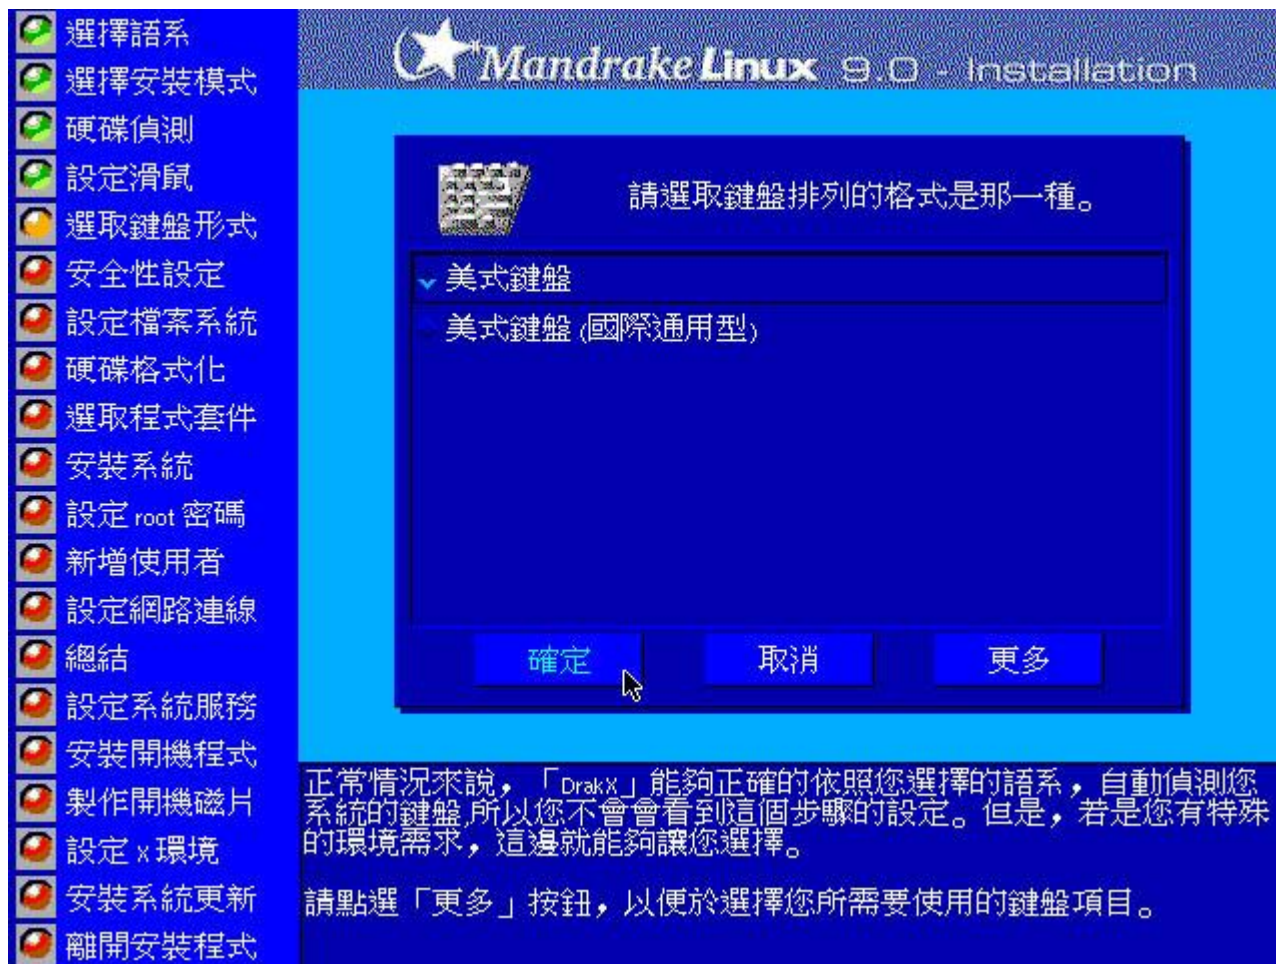 選擇語系
選擇安裝模式
硬碟偵測
設定滑鼠
選取鍵盤形式
安全性設定
設定檔案系統
硬碟格式化
選取程式套件
安裝系統
設定 root 密碼
新增使用者
設定網路連線
總結
設定系統服務
安裝開機程式
製作開機磁片
設定 X 環境
安裝系統更新
離開安裝程式
Mandrake Linux 9.0 - Installation
請選取鍵盤排列的格式是那一種。
美式鍵盤
美式鍵盤 (國際通用型)
確定 取消 更多
正常情況來說，「DrakX」能夠正確的依照您選擇的語系，自動偵測您
系統的鍵盤,所以您不會會看到這個步驟的設定。但是，若是您有特殊
的環境需求，這邊就能夠讓您選擇。
請點選「更多」按鈕，以便於選擇您所需要使用的鍵盤項目。